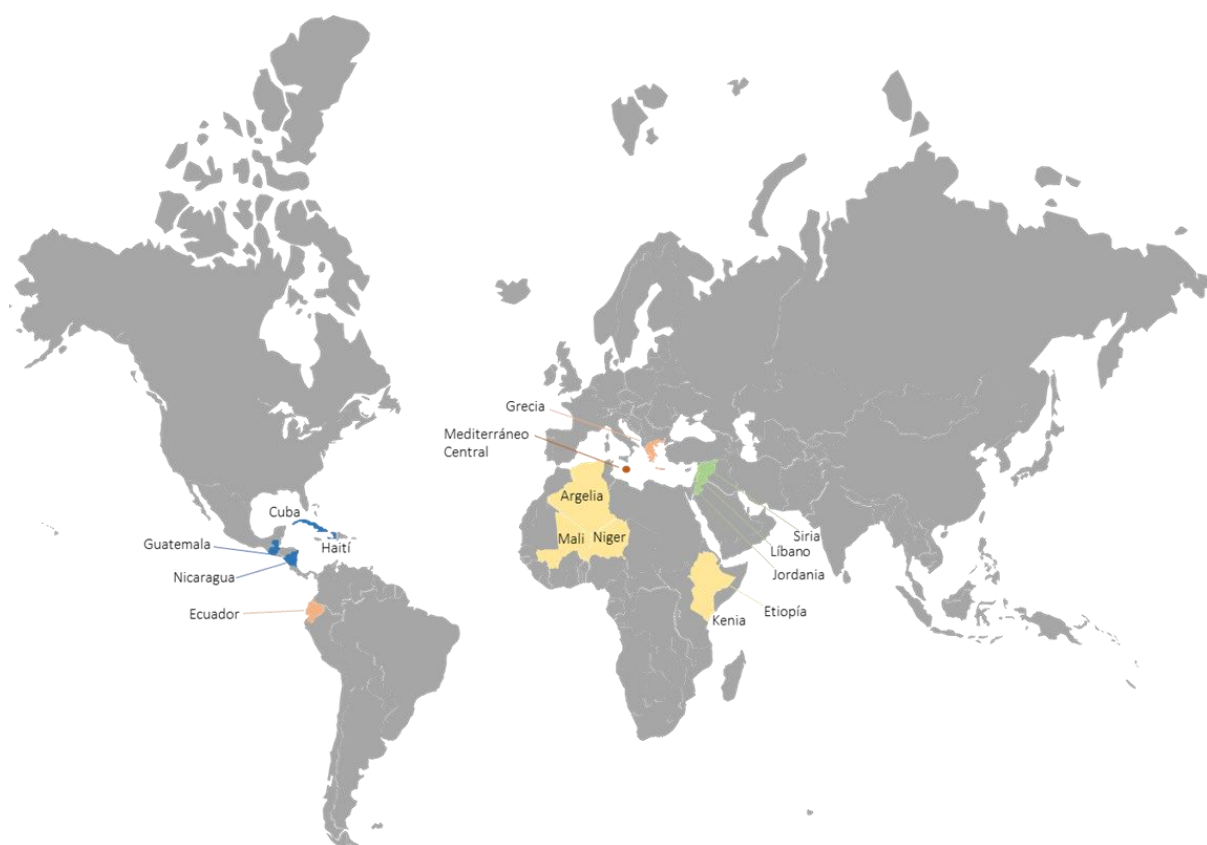 Grecia
Mediterráneo
Central
Argelia
Cuba
Mali
Niger
Siria
Haití
Guatemala
Líbano
Jordania
Nicaragua
Ecuador
Etiopía
Kenia